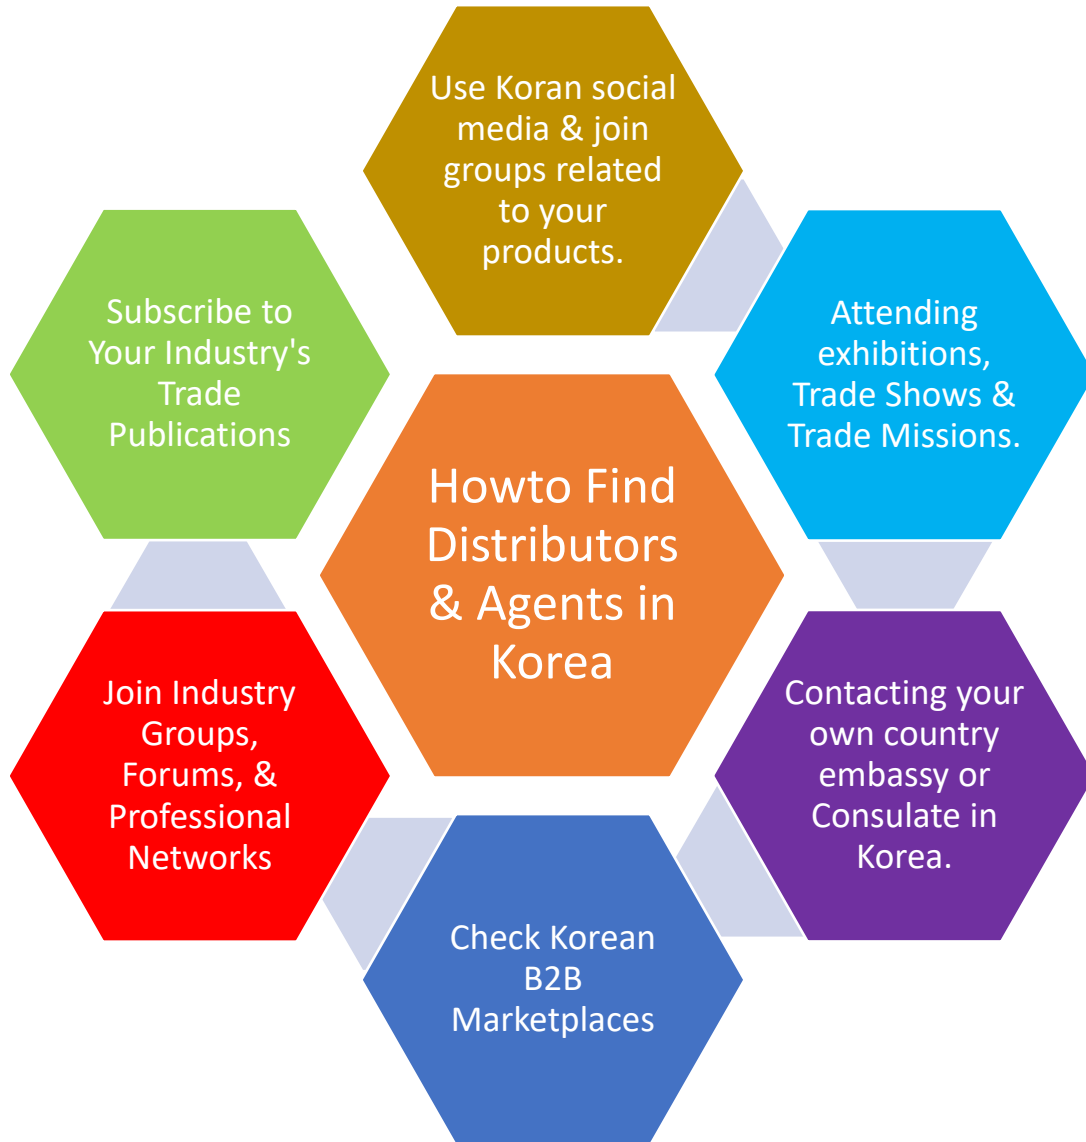 Use Koran social
media & join
groups related
to your
products.
Attending
exhibitions,
Trade Shows &
Trade Missions.
Contacting your
own country
embassy or
Consulate in
Korea.
Check Korean
B2B
Marketplaces
Join Industry
Groups,
Forums, &
Professional
Networks
Subscribe to
Your Industry's
Trade
Publications
Howto Find
Distributors
& Agents in
Korea